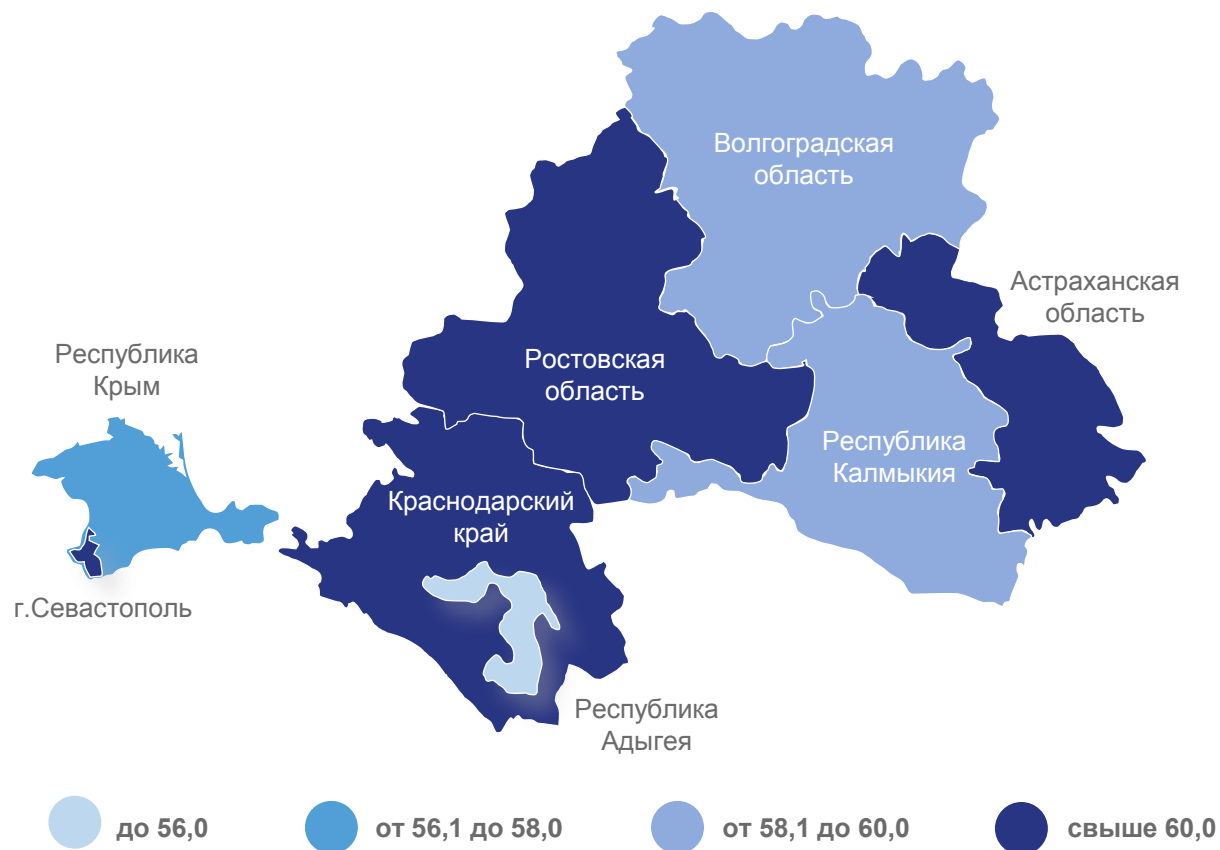 Волгоградская
область
Астраханская
область
Республика
Крым
Ростовская
область
Республика
Калмыкия
Краснодарский
край
г.Севастополь
Республика
Адыгея
до 56,0
от 56,1 до 58,0
от 58,1 до 60,0
свыше 60,0